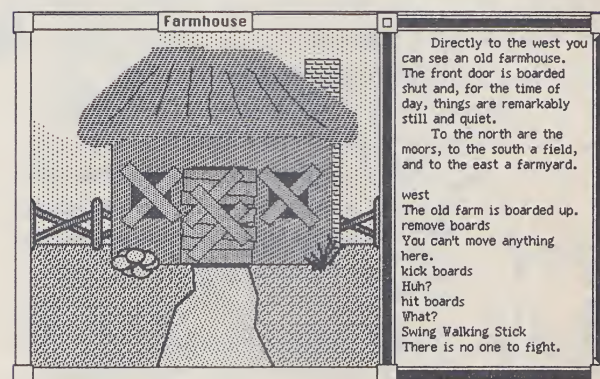 Farmhouse
Directly to the west you
can see an old farmhouse.
The front door is boarded
shut and, for the time of
day, things are remarkably
still and quiet.
To the north are the
moors, to the south a field,
and to the east a farmyard.
west
The old farm is boarded up.
remove boards
You can't move anything
here.
kick boards
Huh?
hit boards
What?
Swing Walking Stick
There is no one to fight.